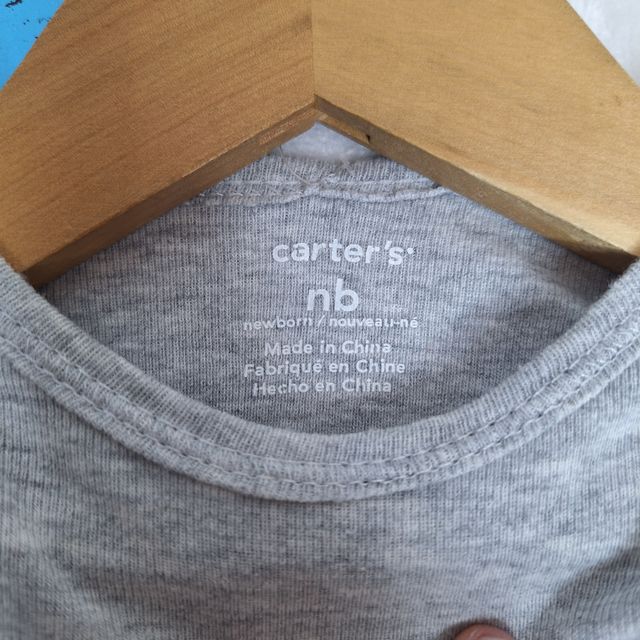 carter's
nb
newborn / nouveau-né
Made in China
Fabriqué en Chine
Hecho en China